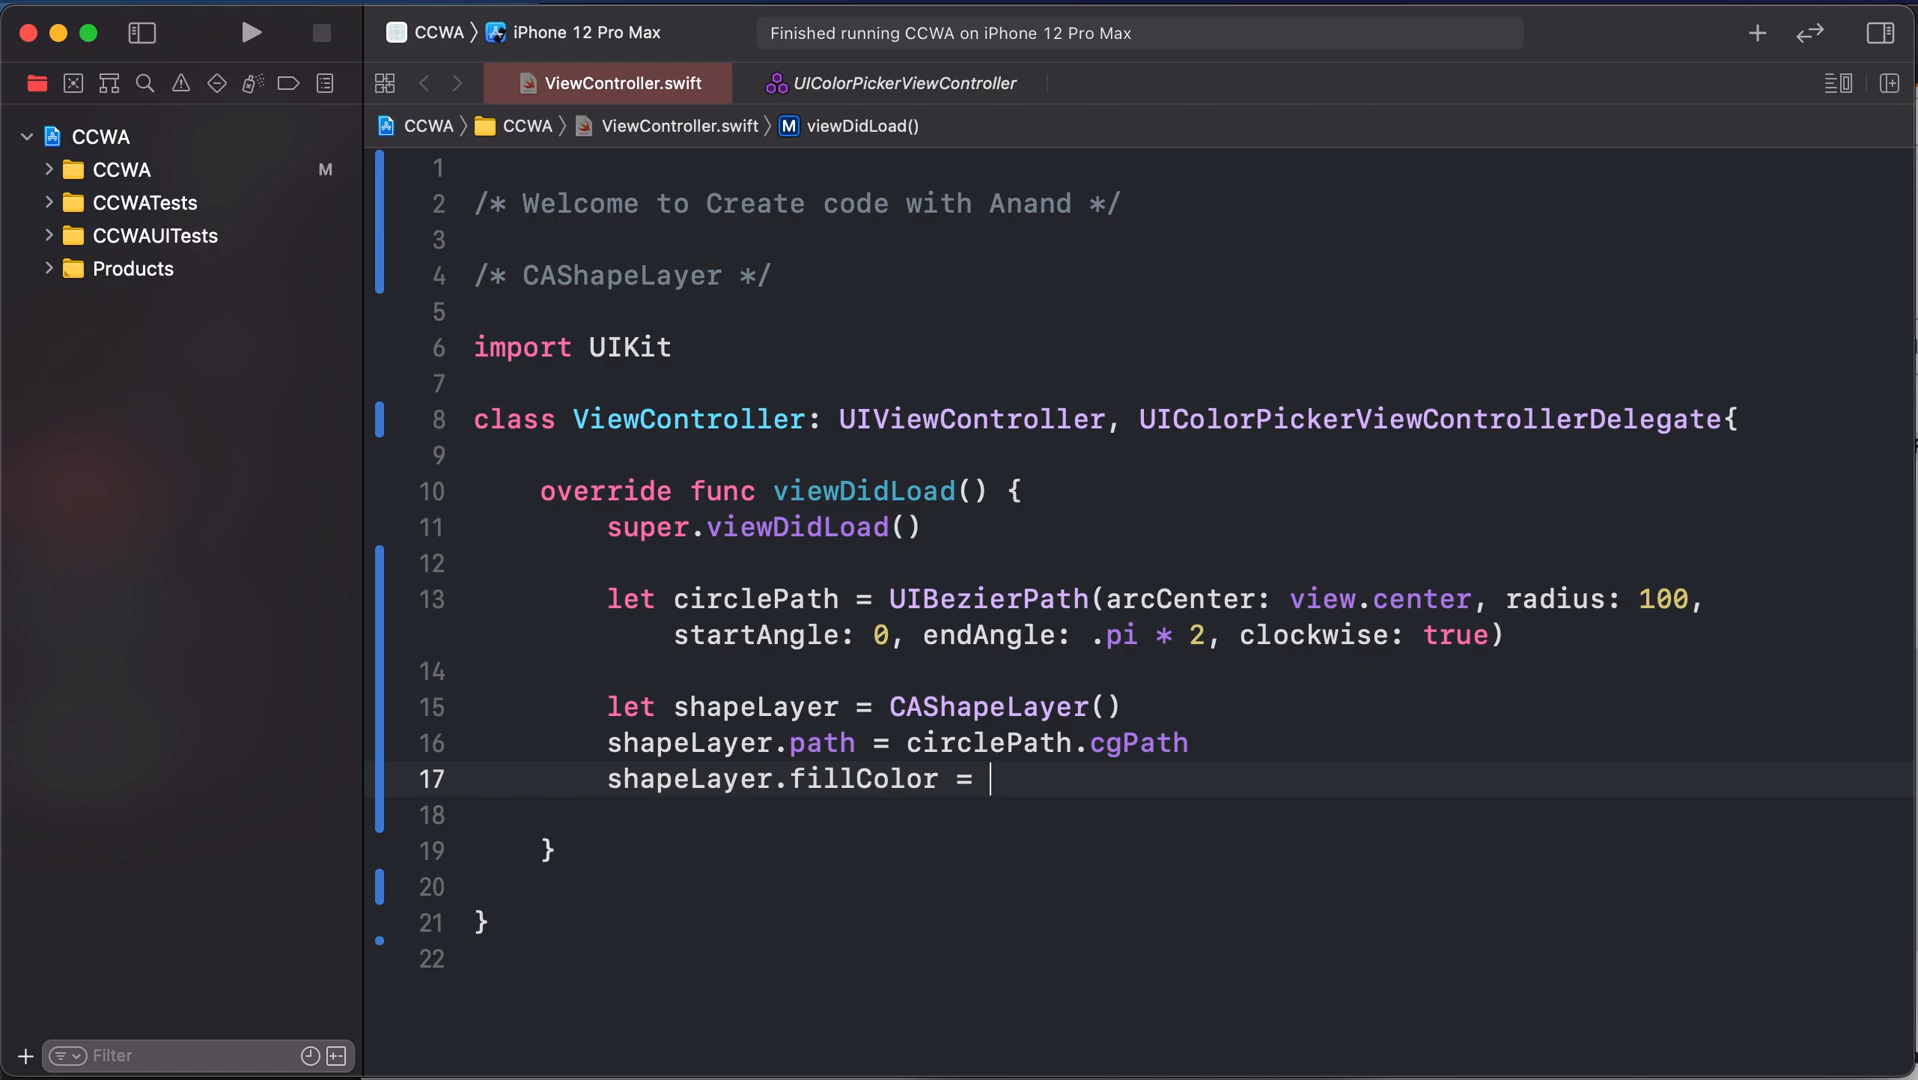 CCWA iPhone 12 Pro Max Finished running CCWA on iPhone 12 Pro Max
ViewController.swift UIColorPickerViewController
CCWA CCWA ViewController.swift M viewDidLoad()
CCWA
CCWA M
CCWATests
CCWAUITests
Products
1
2 /* Welcome to Create code with Anand */
3
4 /* CAShapeLayer */
5
6 import UIKit
7
8 class ViewController: UIViewController, UIColorPickerViewControllerDelegate{
9
10 override func viewDidLoad() {
11 super.viewDidLoad()
12
13 let circlePath = UIBezierPath(arcCenter: view.center, radius: 100,
startAngle: 0, endAngle: .pi * 2, clockwise: true)
14
15 let shapeLayer = CAShapeLayer()
16 shapeLayer.path = circlePath.cgPath
17 shapeLayer.fillColor =
18
19 }
20
21 }
22
Filter